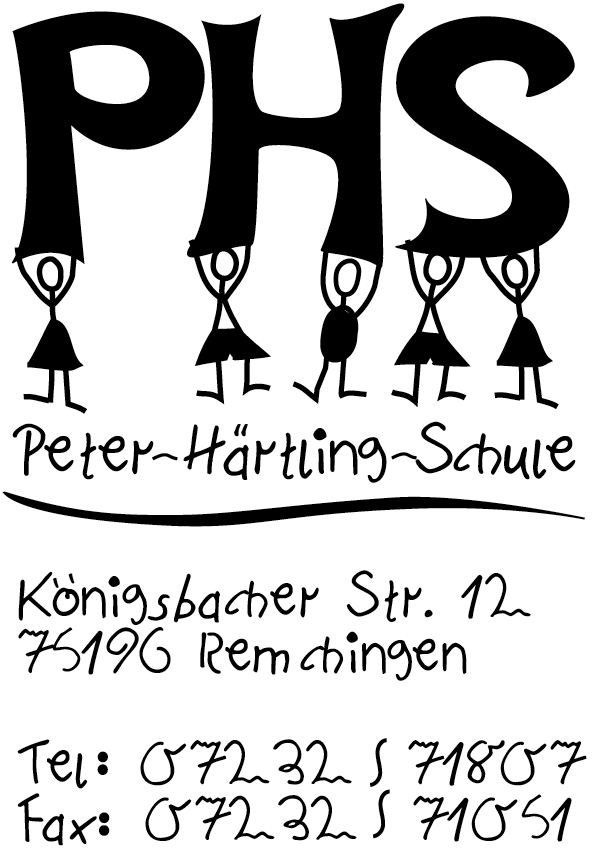 PHS
Peter-Härtling-Schule
Königsbacher Str. 12
75196 Remchingen
Tel: 07232 / 71807
Fax: 07232 / 71051